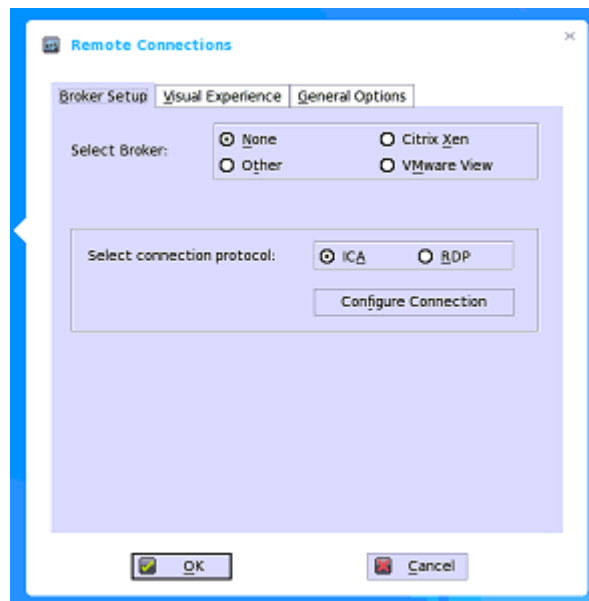 Remote Connections
Broker Setup Visual Experience General Options
Select Broker:
None Citrix Xen
Other VMware View
Select connection protocol: ICA RDP
Configure Connection
OK Cancel